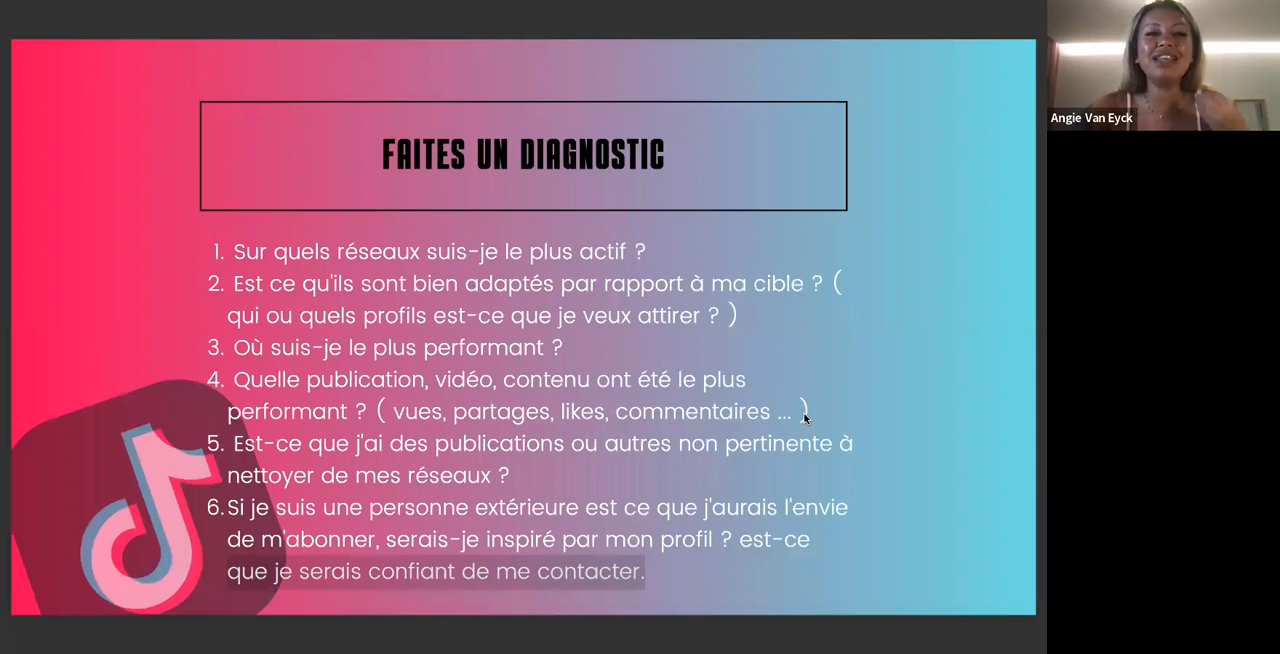 FAITES UN DIAGNOSTIC
1. Sur quels réseaux suis-je le plus actif ?
2. Est ce qu'ils sont bien adaptés par rapport à ma cible ? (
qui ou quels profils est-ce que je veux attirer ? )
3. Où suis-je le plus performant ?
4. Quelle publication, vidéo, contenu ont été le plus
performant ? ( vues, partages, likes, commentaires ... )
5. Est-ce que j'ai des publications ou autres non pertinente à
nettoyer de mes réseaux ?
6. Si je suis une personne extérieure est ce que j'aurais l'envie
de m'abonner, serais-je inspiré par mon profil ? est-ce
que je serais confiant de me contacter.
Angie Van Eyck